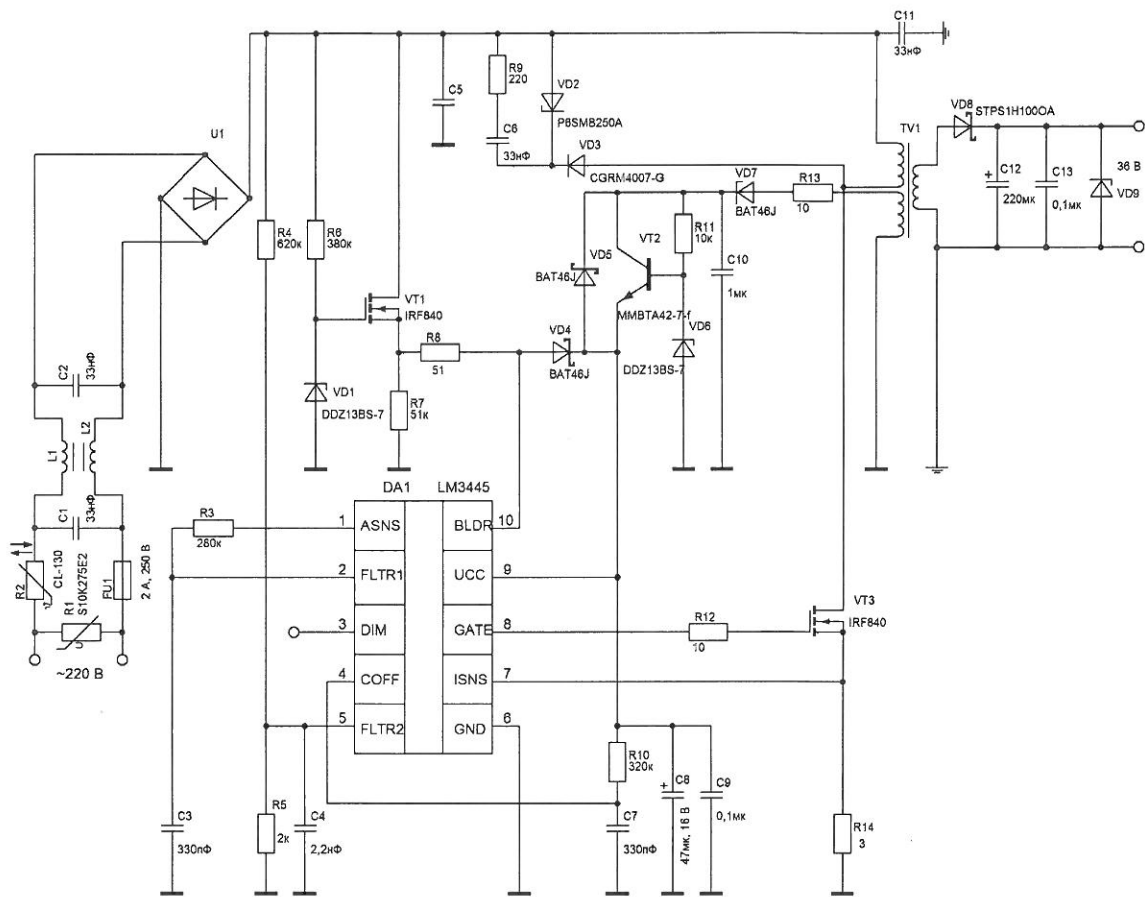 C11
33нФ
R9
220
VD2
P6SMB250A
C5
C6
33нФ
VD3
CGRM4007-G
TV1
VD8
STPS1H100OA
U1
VD7
BAT46J
R13
10
C12
220мк
C13
0,1мк
36 В
VD9
R4
620к
R6
380к
VT1
IRF840
VD5
BAT46J
VT2
R11
10к
C10
1мк
MMBTA42-7-f
VD6
DDZ13BS-7
R8
51
VD4
BAT46J
VD1
DDZ13BS-7
R7
51к
C2
33нФ
L1
L2
C1
33нФ
R2
CL-130
R1
S10K275E2
U
FU1
2 А, 250 В
~220 В
DA1
LM3445
R3
280к
1
ASNS
BLDR
10
2
FLTR1
UCC
9
3
DIM
GATE
8
4
COFF
ISNS
7
5
FLTR2
GND
6
R12
10
VT3
IRF840
R10
320к
C8
47мк, 16 В
C9
0,1мк
C7
330пФ
C3
330пФ
R5
2к
C4
2,2нФ
R14
3